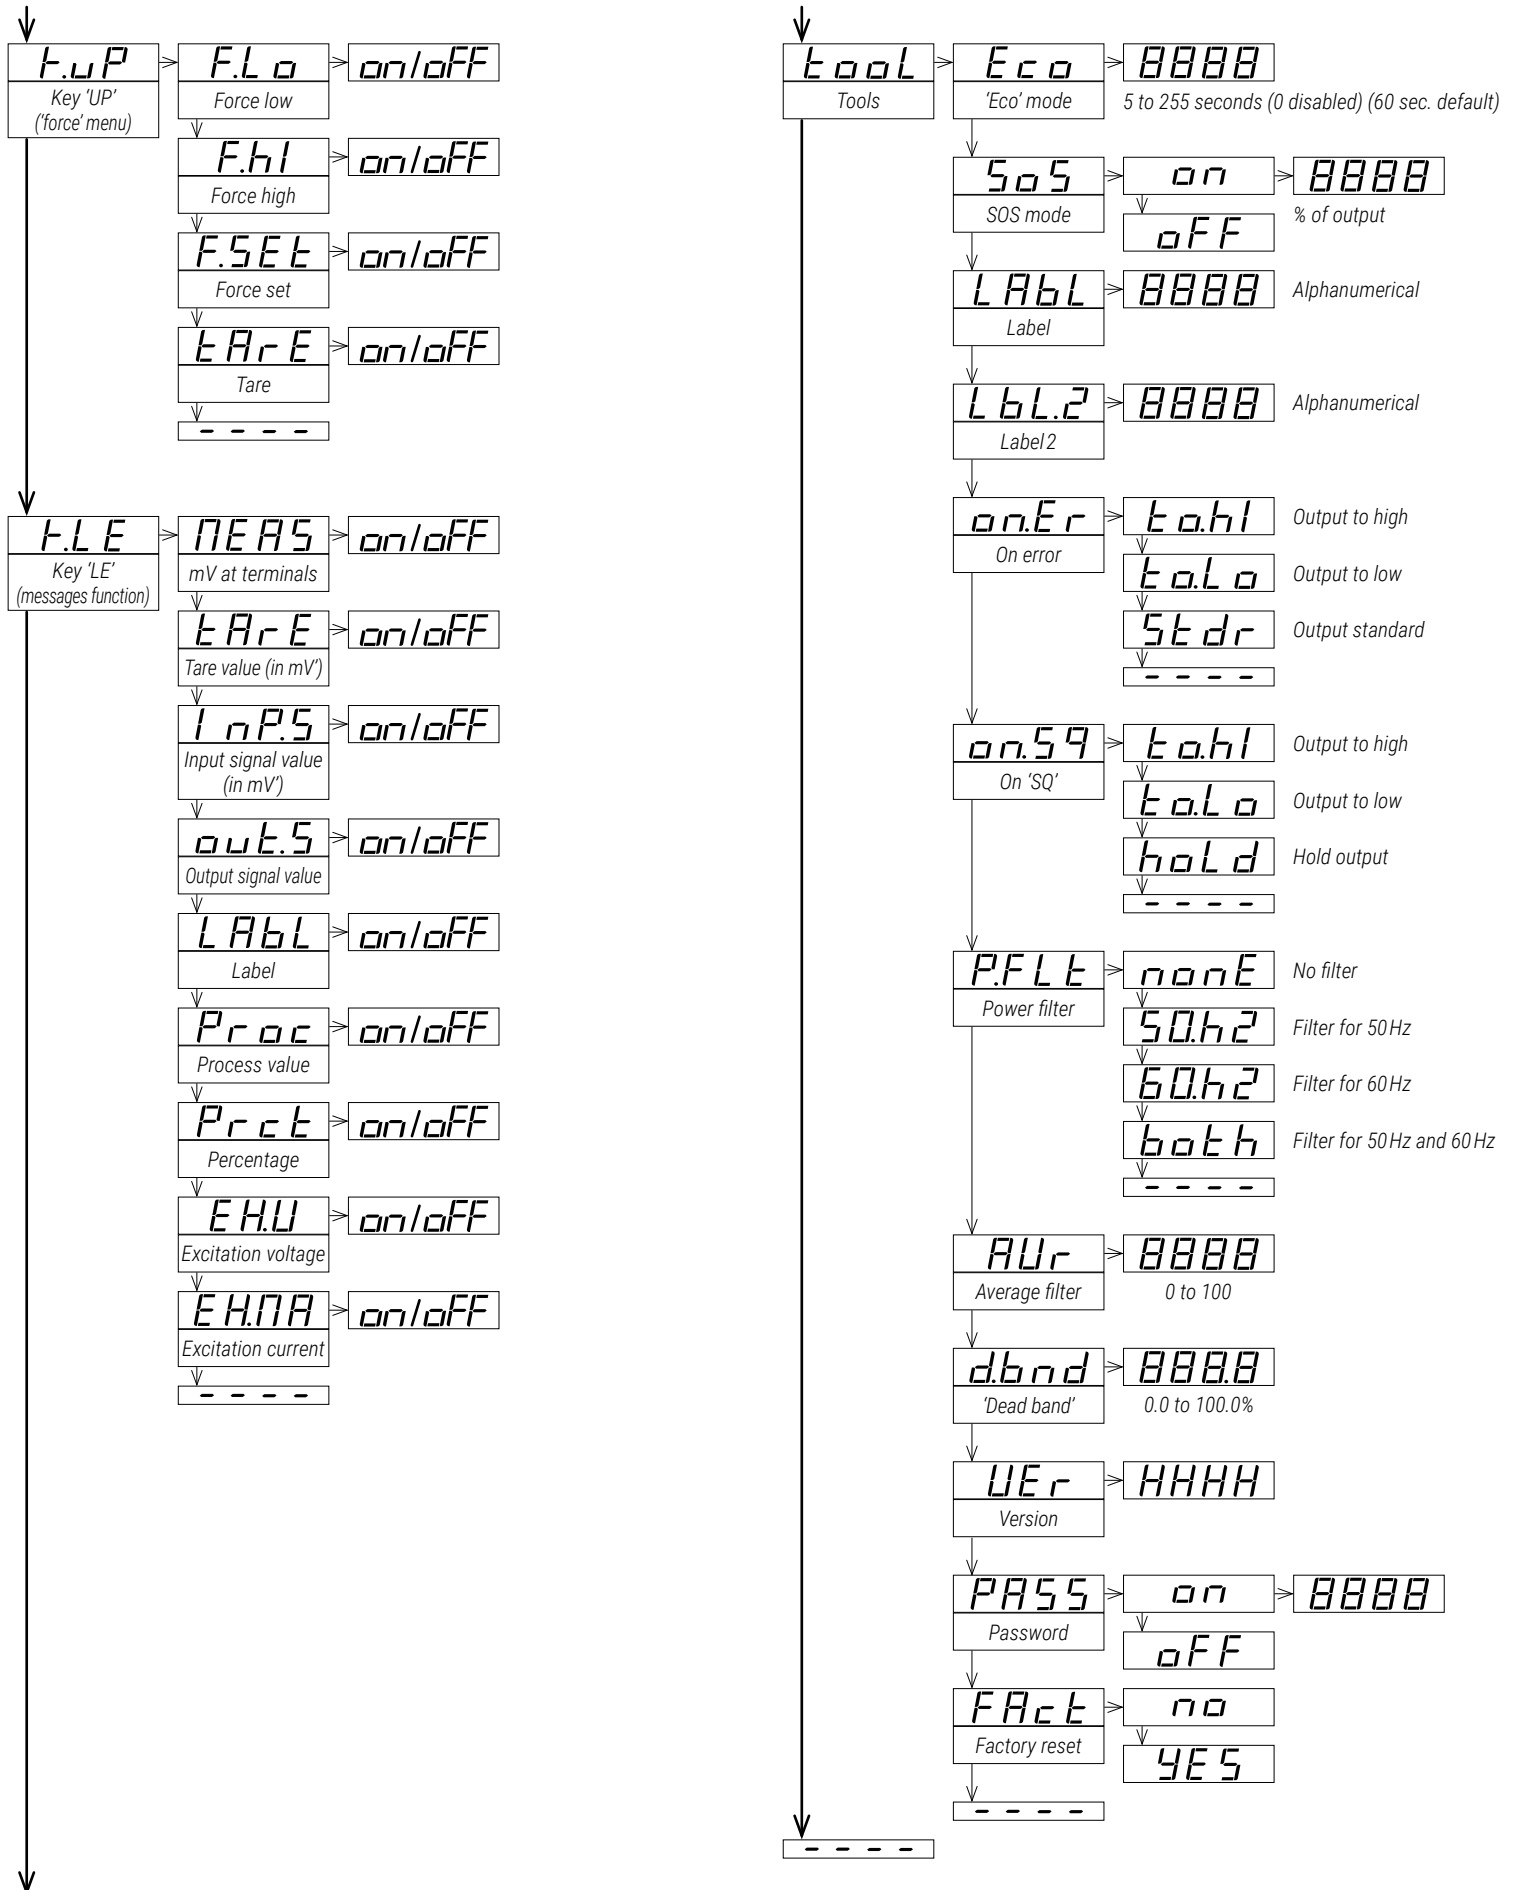 t.uP
Key 'UP'
('force' menu)
F.Lo
Force low
on/oFF
F.hI
Force high
on/oFF
F.SEt
Force set
on/oFF
tArE
Tare
on/oFF
----
t.LE
Key 'LE'
(messages function)
MEAS
mV at terminals
on/oFF
tArE
Tare value (in mV')
on/oFF
InP.S
Input signal value
(in mV')
on/oFF
out.S
Output signal value
on/oFF
LAbL
Label
on/oFF
Proc
Process value
on/oFF
Prct
Percentage
on/oFF
EH.V
Excitation voltage
on/oFF
EH.MA
Excitation current
on/oFF
----
tooL
Tools
Eco
'Eco' mode
8888
5 to 255 seconds (0 disabled) (60 sec. default)
SoS
SOS mode
on
8888
% of output
oFF
LAbL
Label
8888
Alphanumerical
LbL.2
Label 2
8888
Alphanumerical
on.Er
On error
to.hI
Output to high
to.Lo
Output to low
Stdr
Output standard
----
on.Sq
On 'SQ'
to.hI
Output to high
to.Lo
Output to low
hoLd
Hold output
----
P.FLt
Power filter
nonE
No filter
50.h2
Filter for 50 Hz
60.h2
Filter for 60 Hz
both
Filter for 50 Hz and 60 Hz
----
AVr
Average filter
8888
0 to 100
d.bnd
'Dead band'
888.8
0.0 to 100.0%
VEr
Version
HHHH
PASS
Password
on
8888
oFF
FAct
Factory reset
no
YES
----
----